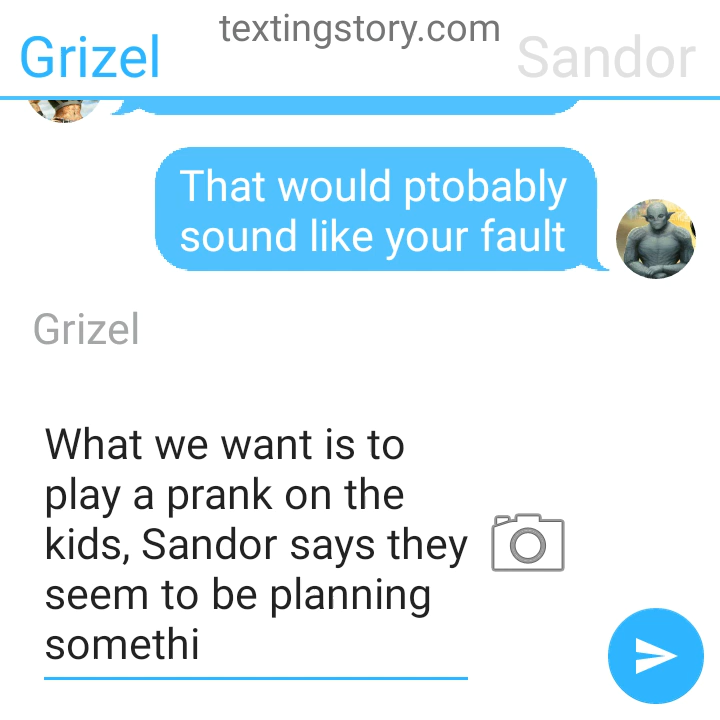 textingstory.com
Grizel
Sandor
That would ptobably
sound like your fault
Grizel
What we want is to
play a prank on the
kids, Sandor says they
seem to be planning
somethi